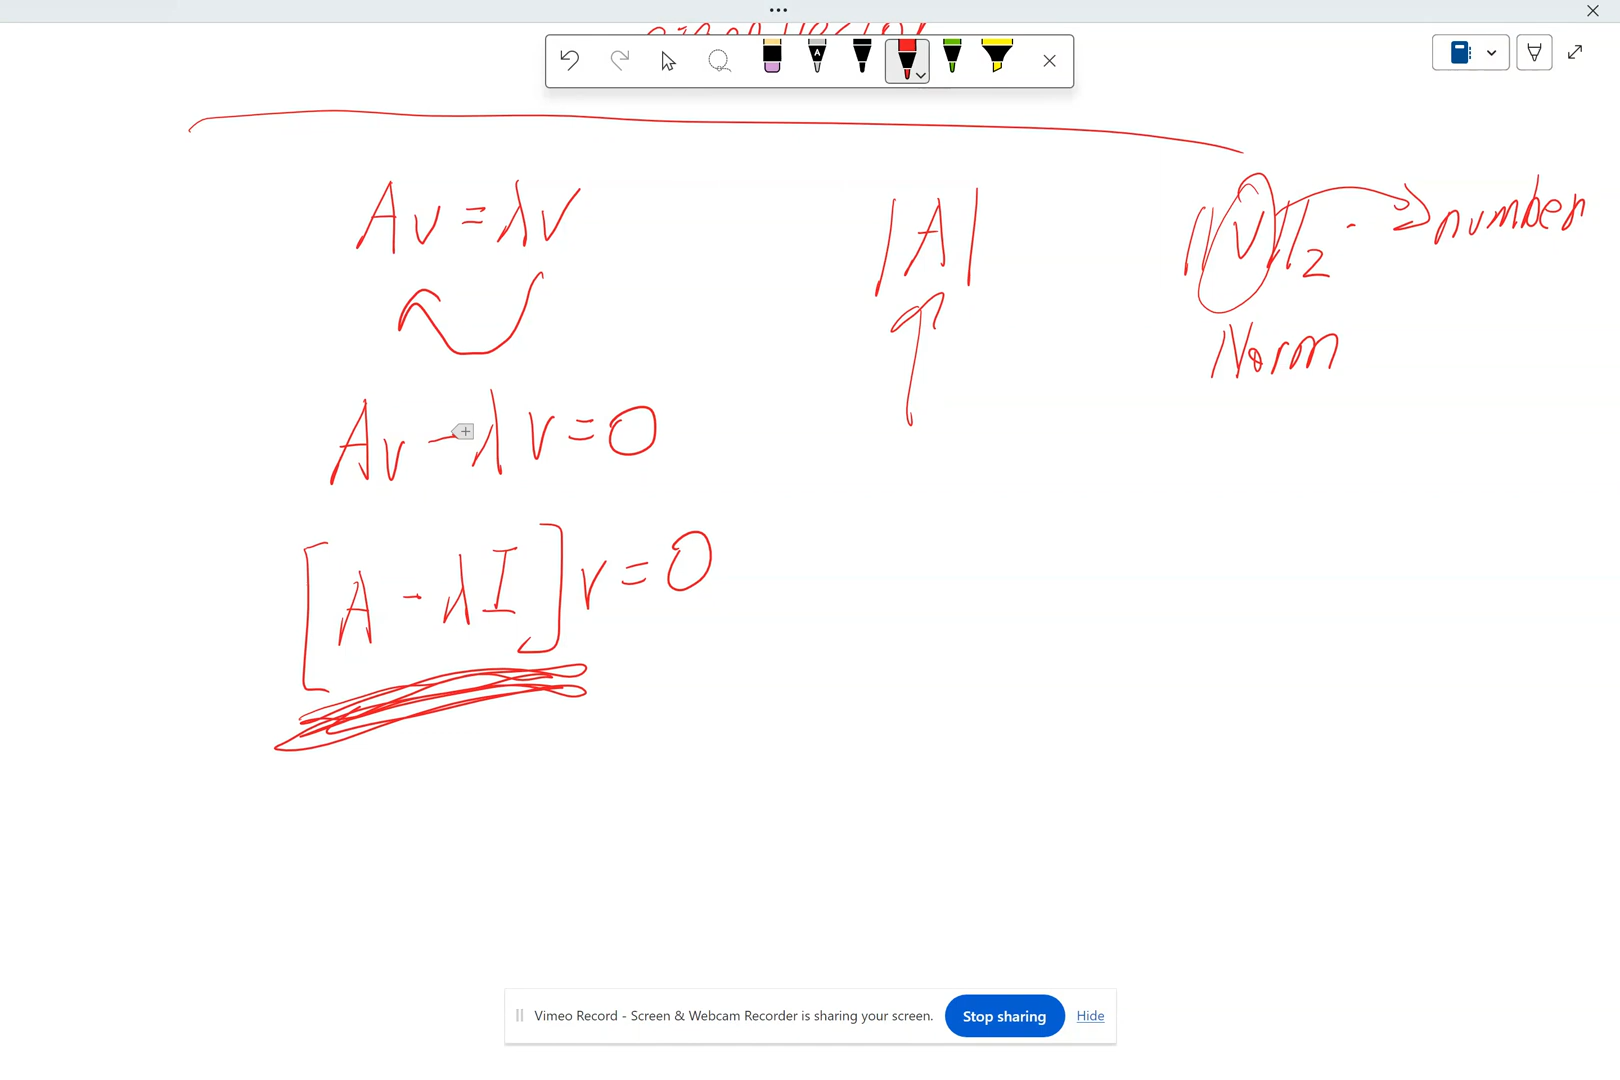 Av = λv
|A|
||v̂||₂ · → number
Norm
Av - λv = 0
[A - λI] v = 0
Vimeo Record - Screen & Webcam Recorder is sharing your screen.
Stop sharing
Hide